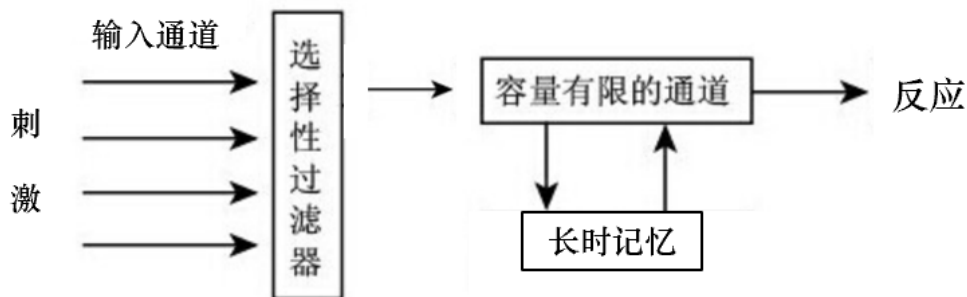 输入通道
刺
激
选择性过滤器
容量有限的通道
反应
长时记忆